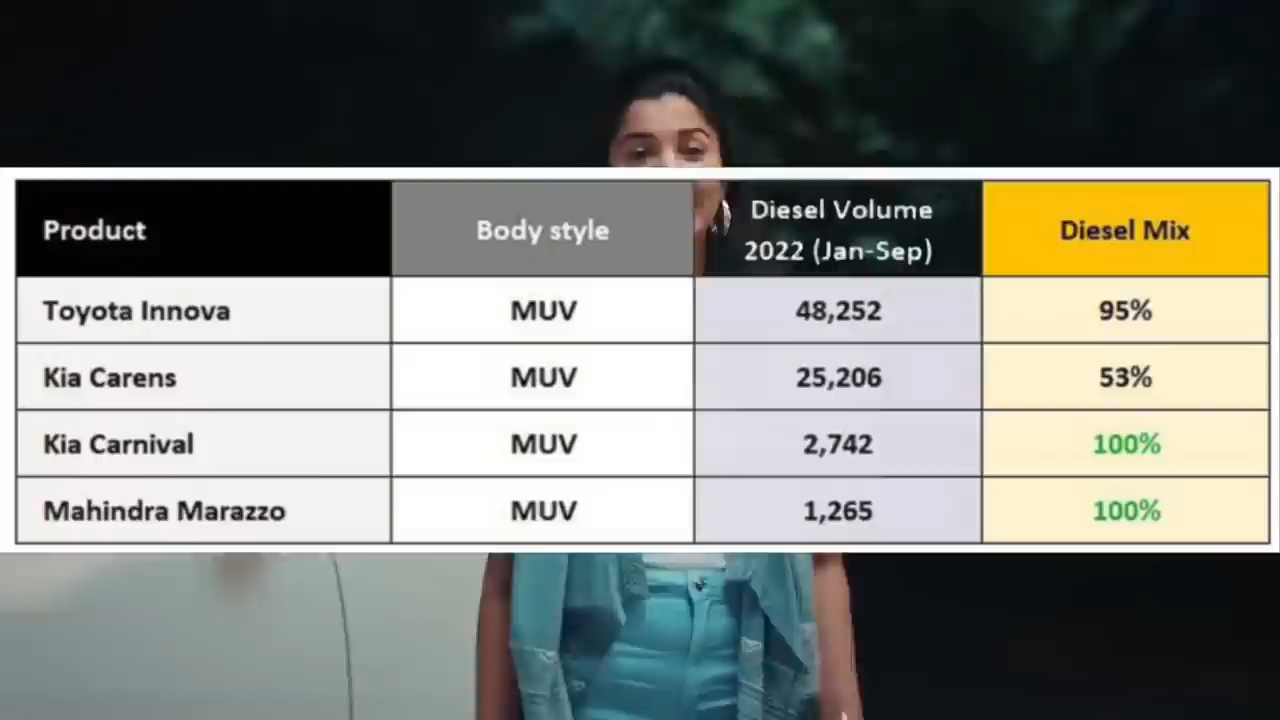 Product Body style Diesel Volume 2022 (Jan-Sep) Diesel Mix
Toyota Innova MUV 48,252 95%
Kia Carens MUV 25,206 53%
Kia Carnival MUV 2,742 100%
Mahindra Marazzo MUV 1,265 100%